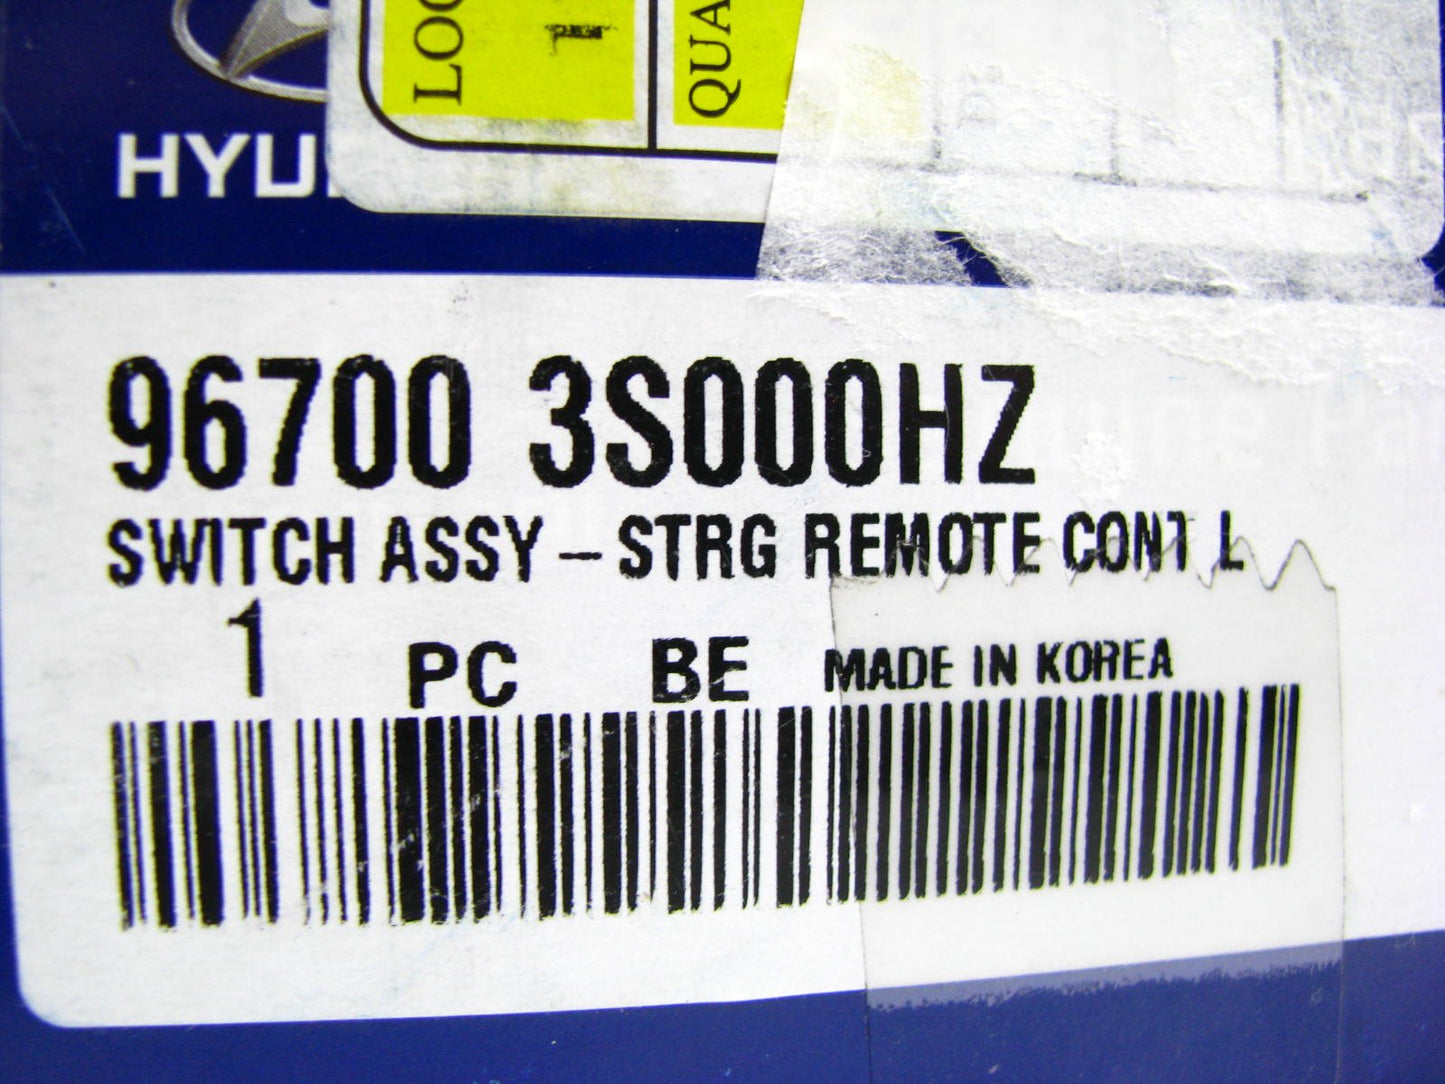 HYU
LOC
QUA
96700 3S000HZ
SWITCH ASSY - STRG REMOTE CONT L
1 PC BE MADE IN KOREA